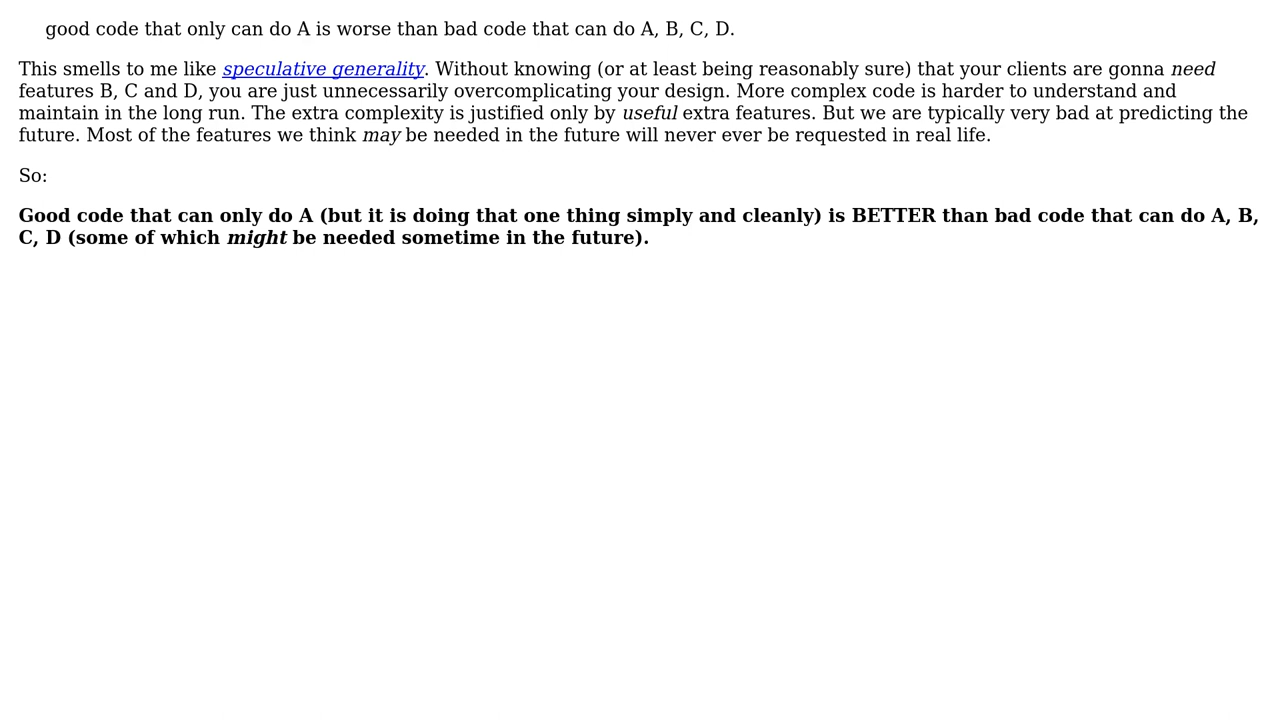 good code that only can do A is worse than bad code that can do A, B, C, D.
This smells to me like speculative generality. Without knowing (or at least being reasonably sure) that your clients are gonna need
features B, C and D, you are just unnecessarily overcomplicating your design. More complex code is harder to understand and
maintain in the long run. The extra complexity is justified only by useful extra features. But we are typically very bad at predicting the
future. Most of the features we think may be needed in the future will never ever be requested in real life.
So:
Good code that can only do A (but it is doing that one thing simply and cleanly) is BETTER than bad code that can do A, B,
C, D (some of which might be needed sometime in the future).